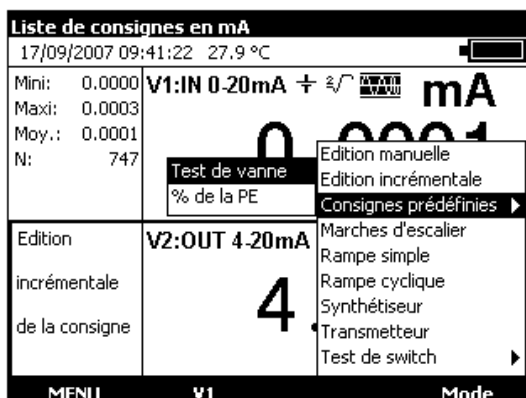 Liste de consignes en mA
17/09/2007 09:41:22 27.9 °C
Mini: 0.0000
Maxi: 0.0003
Moy.: 0.0001
N: 747
V1:IN 0-20mA
mA
Test de vanne
% de la PE
Edition manuelle
Edition incrémentale
Consignes prédéfinies
Marches d'escalier
Rampe simple
Rampe cyclique
Synthétiseur
Transmetteur
Test de switch
Edition
incrémentale
de la consigne
V2:OUT 4-20mA
4.
MENU V1 Mode